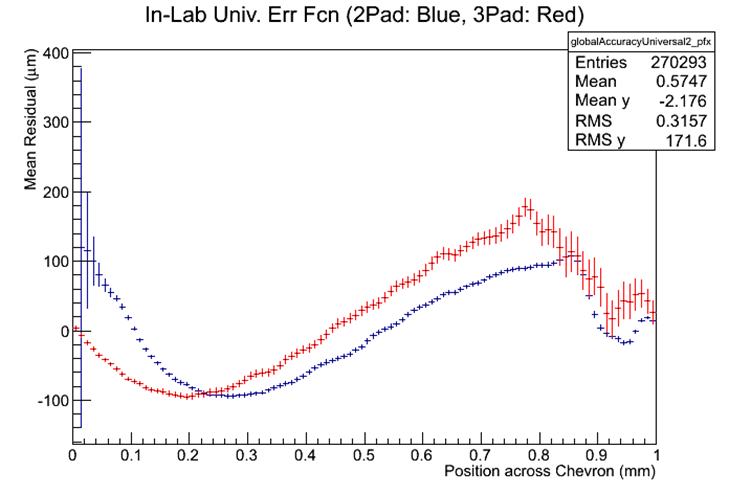 In-Lab Univ. Err Fcn (2Pad: Blue, 3Pad: Red)
globalAccuracyUniversal2_pfx
Entries 270293
Mean 0.5747
Mean y -2.176
RMS 0.3157
RMS y 171.6
Mean Residual (μm)
400
300
200
100
0
-100
0 0.1 0.2 0.3 0.4 0.5 0.6 0.7 0.8 0.9 1
Position across Chevron (mm)